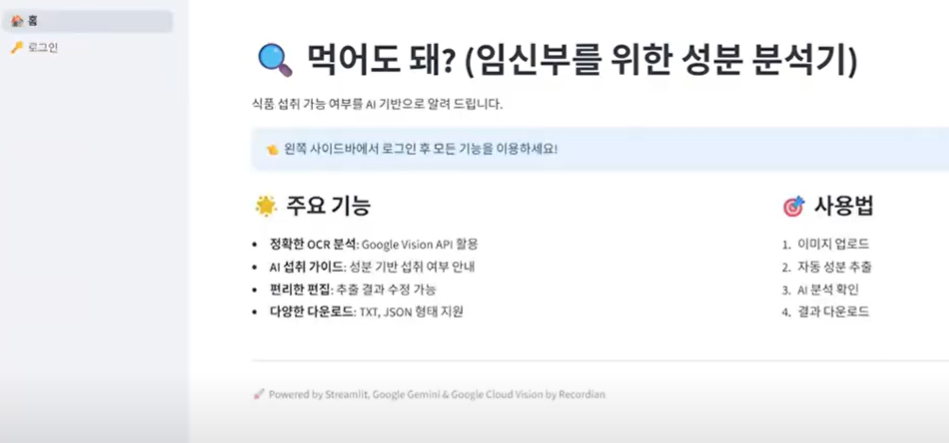 홈
로그인
먹어도 돼? (임신부를 위한 성분 분석기)
식품 섭취 가능 여부를 AI 기반으로 알려 드립니다.
왼쪽 사이드바에서 로그인 후 모든 기능을 이용하세요!
주요 기능
• 정확한 OCR 분석: Google Vision API 활용
• AI 섭취 가이드: 성분 기반 섭취 여부 안내
• 편리한 편집: 추출 결과 수정 가능
• 다양한 다운로드: TXT, JSON 형태 지원
사용법
1. 이미지 업로드
2. 자동 성분 추출
3. AI 분석 확인
4. 결과 다운로드
Powered by Streamlit, Google Gemini & Google Cloud Vision by Recordian